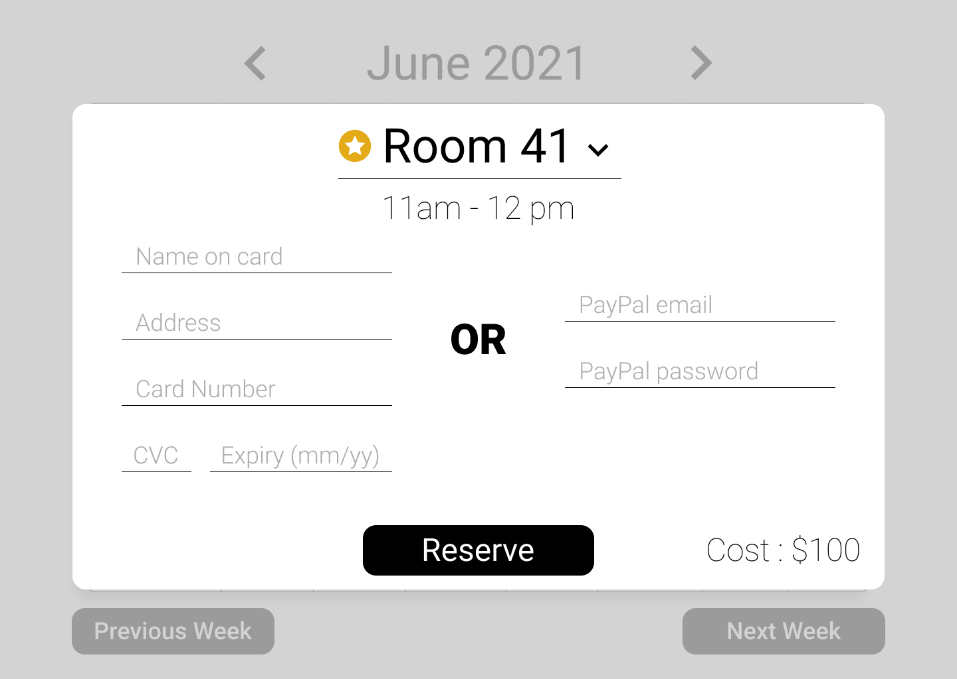 June 2021
Room 41
11am - 12 pm
Name on card
Address
Card Number
CVC
Expiry (mm/yy)
OR
PayPal email
PayPal password
Reserve
Cost : $100
Previous Week
Next Week